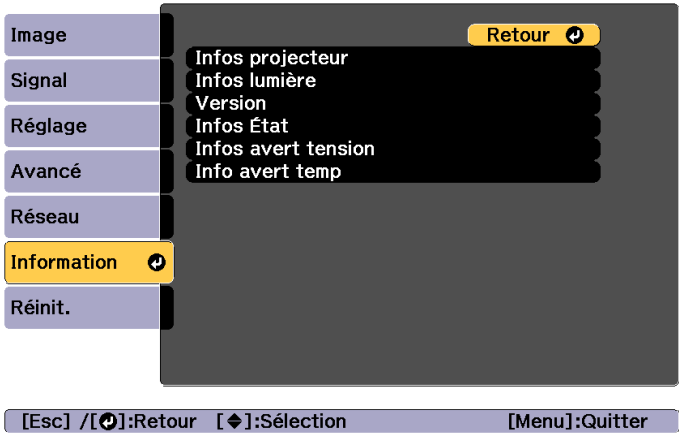 Image
Signal
Réglage
Avancé
Réseau
Information
Réinit.
Retour
Infos projecteur
Infos lumière
Version
Infos État
Infos avert tension
Info avert temp
[Esc] /[⏎]:Retour [◆]:Sélection [Menu]:Quitter